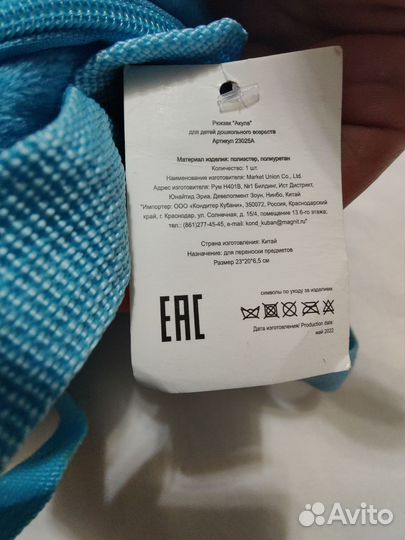 Рюкзак "Акула"
для детей дошкольного возрасть
Артикул 23025А
Материал изделия: полиэстер, полиуретан
Количество: 1 шт.
Наименование изготовителя: Market Union Co., Ltd.
Адрес изготовителя: Рум Н401В, №1 Билдинг, Ист Дистрикт,
Юнайтид Эриа, Девелопмент Зоун, Нинбо, Китай
"Импортер: ООО «Кондитер Кубани», 350072, Россия, Краснодарский
край, г. Краснодар, ул. Солнечная, д. 15/4, помещение 13 6-го этажа;
тел.: (861)277-45-45, e-mail: kond_kuban@magnit.ru"
Страна изготовления: Китай
Назначение: для переноски предметов
Размер 23*20*6,5 см
EAC
символы по уходу за изделием
Дата изготовления/ Production date:
май 2022
Avito